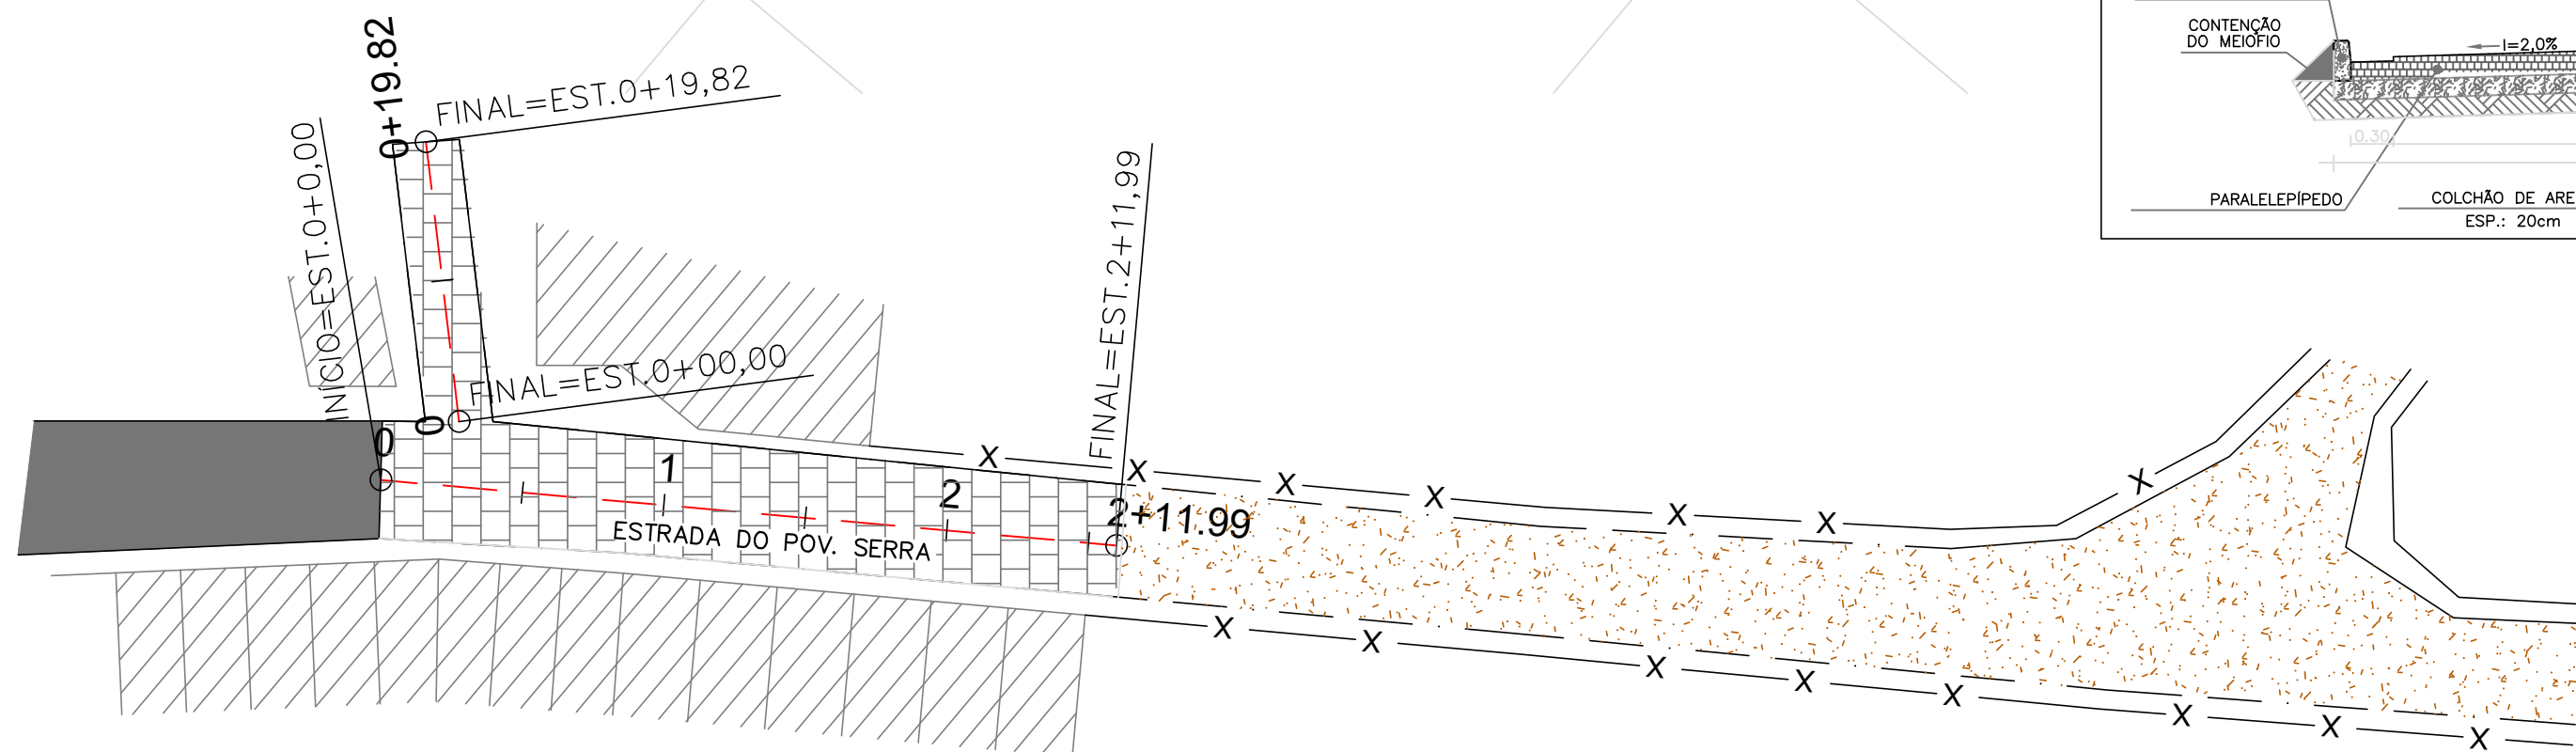 CONTENÇÃO
DO MEIOFIO
I=2,0%
0.30
PARALELEPÍPEDO
COLCHÃO DE ARE
ESP.: 20cm
0+19.82
FINAL=EST.0+19,82
INÍCIO=EST.0+0,00
FINAL=EST.0+00,00
FINAL=EST.2+11,99
0
0
1
2
2+11.99
ESTRADA DO POV. SERRA
X X X X X X X
X X X X X X X X